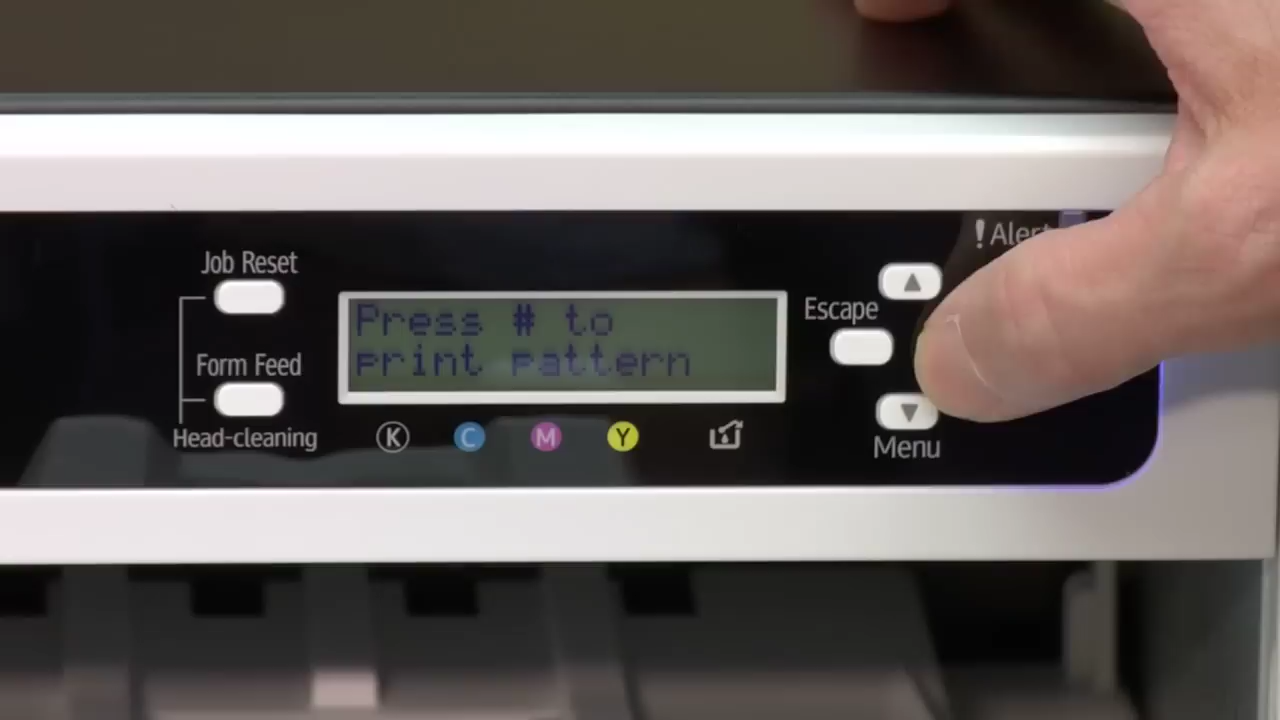 Job Reset
Form Feed
Head-cleaning
Press # to
print pattern
K
C
M
Y
!Alert
▲
Escape
▼
Menu